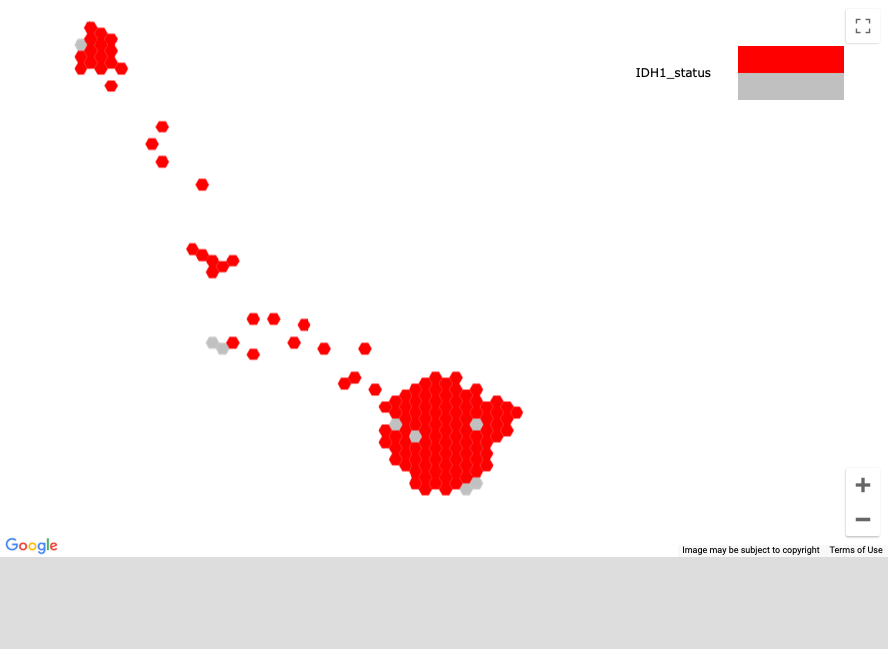 IDH1_status
Google
Image may be subject to copyright
Terms of Use